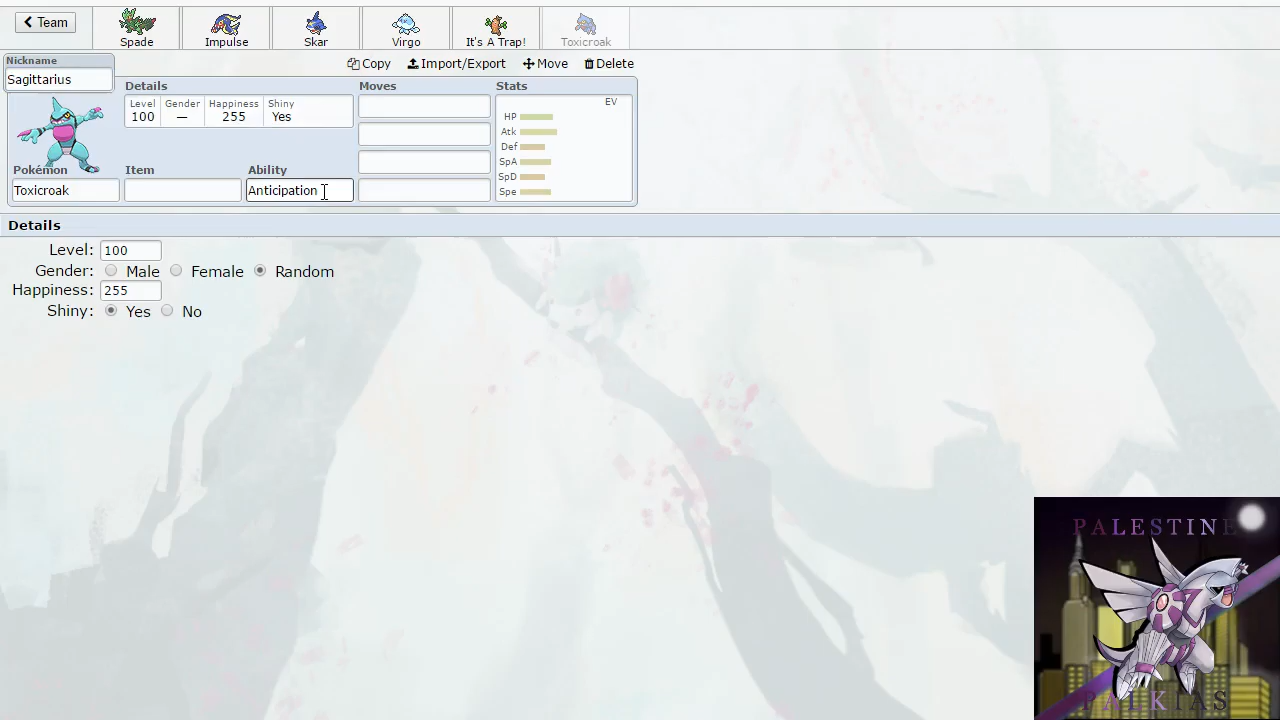 Team
Spade
Impulse
Skar
Virgo
It's A Trap!
Toxicroak
Nickname
Sagittarius
Copy
Import/Export
Move
Delete
Details
Moves
Stats
Level
Gender
Happiness
Shiny
EV
100
—
255
Yes
HP
Atk
Def
SpA
SpD
Spe
Pokémon
Item
Ability
Toxicroak
Anticipation
Details
Level: 100
Gender: Male Female Random
Happiness: 255
Shiny: Yes No
PALESTINE
PALKIAS